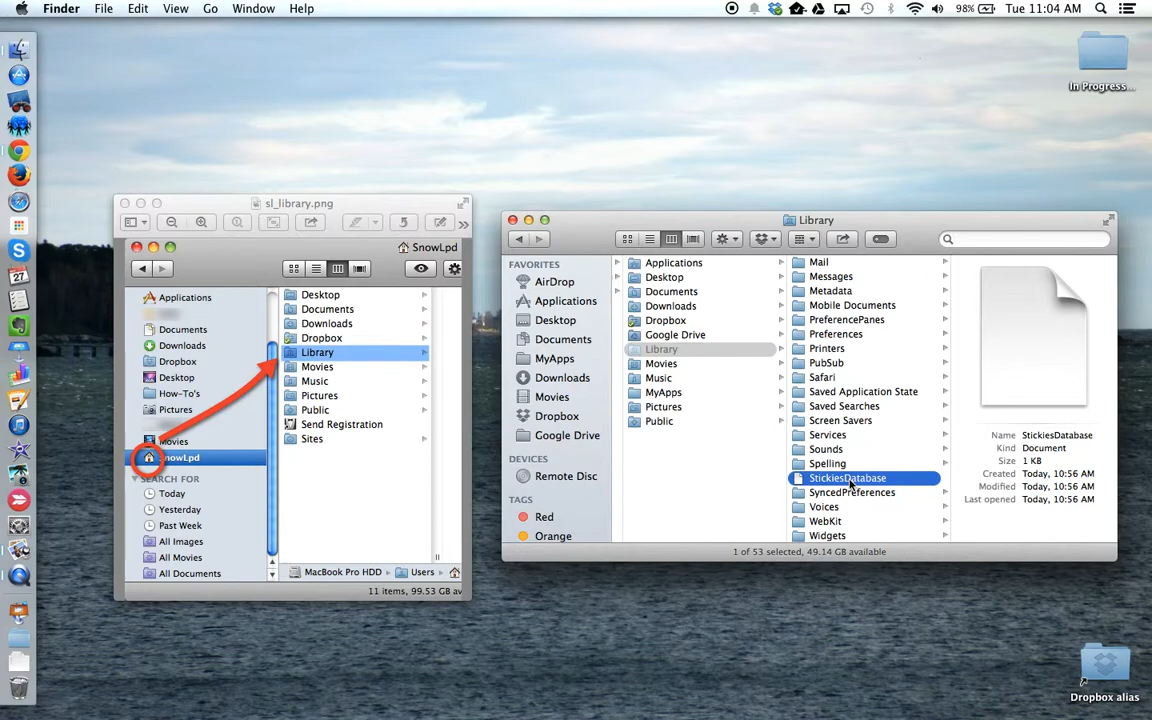 Finder File Edit View Go Window Help
98% Tue 11:04 AM
In Progress...
sl_library.png
SnowLpd
Applications
Documents
Downloads
Dropbox
Desktop
How-To's
Pictures
Movies
SnowLpd
SEARCH FOR
Today
Yesterday
Past Week
All Images
All Movies
All Documents
Desktop
Documents
Downloads
Dropbox
Library
Movies
Music
Pictures
Public
Send Registration
Sites
MacBook Pro HDD Users
11 items, 99.53 GB av
Library
FAVORITES
AirDrop
Applications
Desktop
Documents
MyApps
Downloads
Movies
Dropbox
Google Drive
DEVICES
Remote Disc
TAGS
Red
Orange
Applications
Desktop
Documents
Downloads
Dropbox
Google Drive
Library
Movies
Music
MyApps
Pictures
Public
Mail
Messages
Metadata
Mobile Documents
PreferencePanes
Preferences
Printers
PubSub
Safari
Saved Application State
Saved Searches
Screen Savers
Services
Sounds
Spelling
StickiesDatabase
SyncedPreferences
Voices
WebKit
Widgets
Name StickiesDatabase
Kind Document
Size 1 KB
Created Today, 10:56 AM
Modified Today, 10:56 AM
Last opened Today, 10:56 AM
1 of 53 selected, 49.14 GB available
27
Dropbox alias